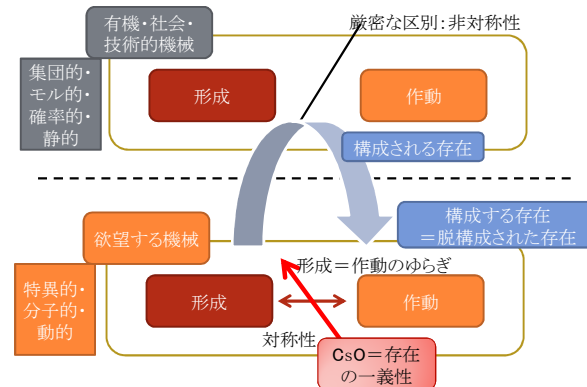 有機・社会・
技術的機械
厳密な区別：非対称性
集団的・
モル的・
確率的・
静的
形成
作動
構成される存在
欲望する機械
構成する存在
＝脱構成された存在
形成＝作動のゆらぎ
特異的・
分子的・
動的
形成
作動
対称性
CsO＝存在
の一義性